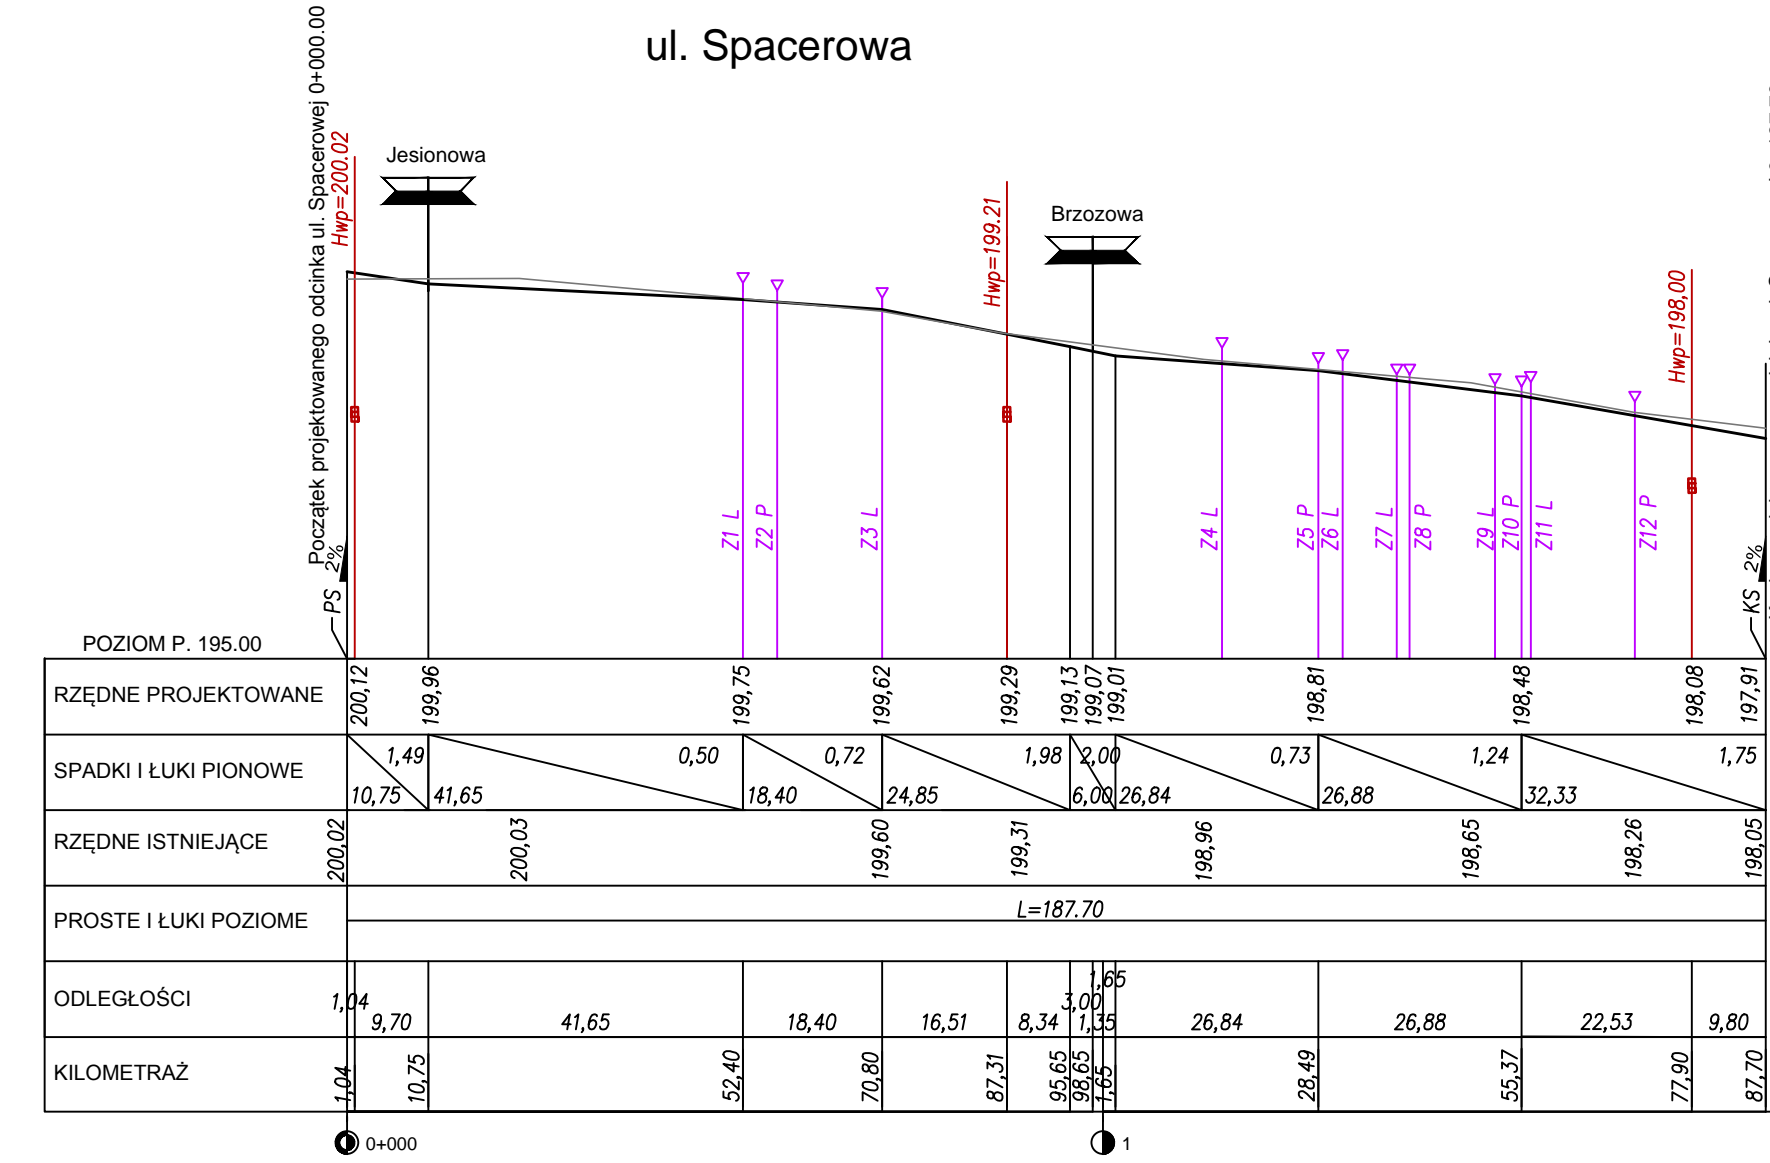 ul. Spacerowa
Początek projektowanego odcinka ul. Spacerowej 0+000.00
Hwp=200.02
Jesionowa
Hwp=199.21
Brzozowa
Hwp=198,00
Z1 L
Z2 P
Z3 L
Z4 L
Z5 P
Z6 L
Z7 L
Z8 P
Z9 L
Z10 P
Z11 L
Z12 P
PS 2%
KS 2%
POZIOM P. 195.00
RZĘDNE PROJEKTOWANE
200,12
199,96
199,75
199,62
199,29
199,13
199,07
199,01
198,81
198,48
198,08
197,91
SPADKI I ŁUKI PIONOWE
1,49
0,50
0,72
1,98
2,00
0,73
1,24
1,75
10,75
41,65
18,40
24,85
6,00
26,84
26,88
32,33
RZĘDNE ISTNIEJĄCE
200,02
200,03
199,60
199,31
198,96
198,65
198,26
198,05
PROSTE I ŁUKI POZIOME
L=187.70
ODLEGŁOŚCI
1,04
9,70
41,65
18,40
16,51
8,34
3,00
1,35
1,65
26,84
26,88
22,53
9,80
KILOMETRAŻ
1,04
10,75
52,40
70,80
87,31
95,65
98,65
1,65
28,49
55,37
77,90
87,70
0+000
1